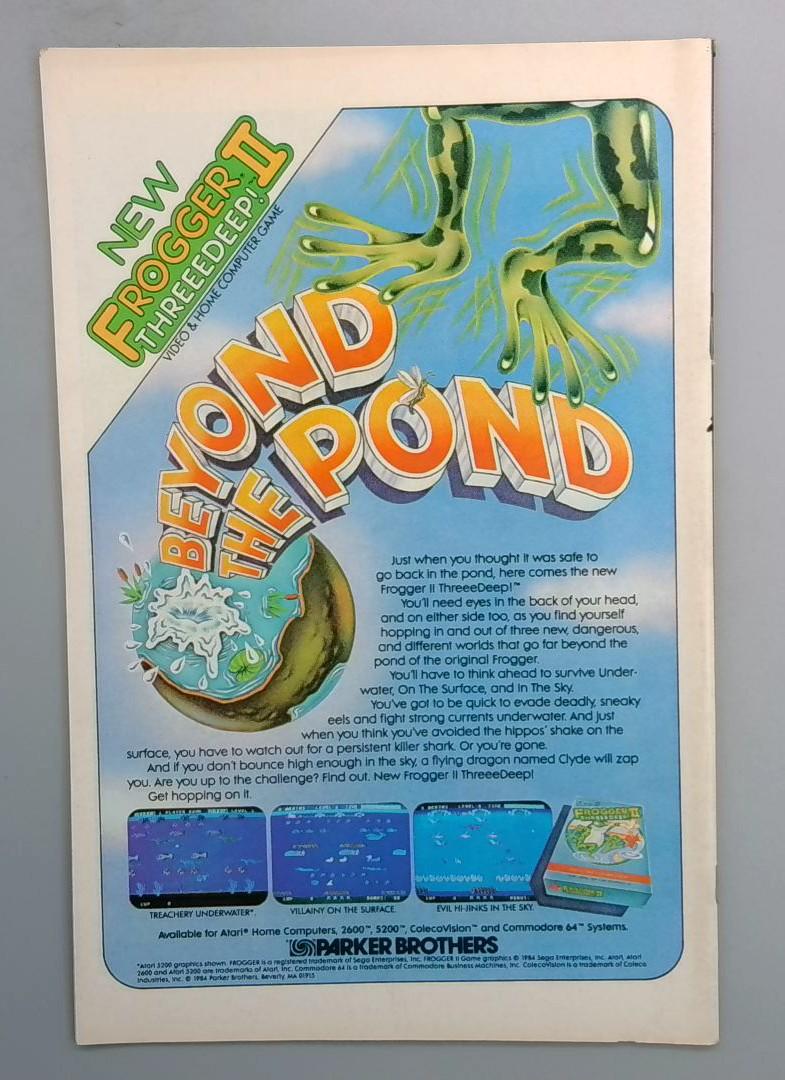 NEW
FROGGER II
THREEEDEEP!
VIDEO & HOME COMPUTER GAME
BEYOND
THE POND
Just when you thought it was safe to
go back in the pond, here comes the new
Frogger II ThreeeDeep!™
You'll need eyes in the back of your head,
and on either side too, as you find yourself
hopping in and out of three new, dangerous,
and different worlds that go far beyond the
pond of the original Frogger.
You'll have to think ahead to survive Under-
water, On The Surface, and In The Sky.
You've got to be quick to evade deadly, sneaky
eels and fight strong currents underwater. And just
when you think you've avoided the hippos' shake on the
surface, you have to watch out for a persistent killer shark. Or you're gone.
And if you don't bounce high enough in the sky, a flying dragon named Clyde will zap
you. Are you up to the challenge? Find out. New Frogger II ThreeeDeep!
Get hopping on it.
FROGGER II
THREEEDEEP!
TREACHERY UNDERWATER*.
VILLAINY ON THE SURFACE.
EVIL HI-JINKS IN THE SKY.
Available for Atari® Home Computers, 2600™, 5200™, ColecoVision™ and Commodore 64™ Systems.
PARKER BROTHERS
*Atari 5200 graphics shown. FROGGER is a registered trademark of Sega Enterprises, Inc. FROGGER II Game graphics © 1984 Sega Enterprises, Inc. Atari, Atari
2600 and Atari 5200 are trademarks of Atari, Inc. Commodore 64 is a trademark of Commodore Business Machines, Inc. ColecoVision is a trademark of Coleco
Industries, Inc. © 1984 Parker Brothers, Beverly, MA 01915